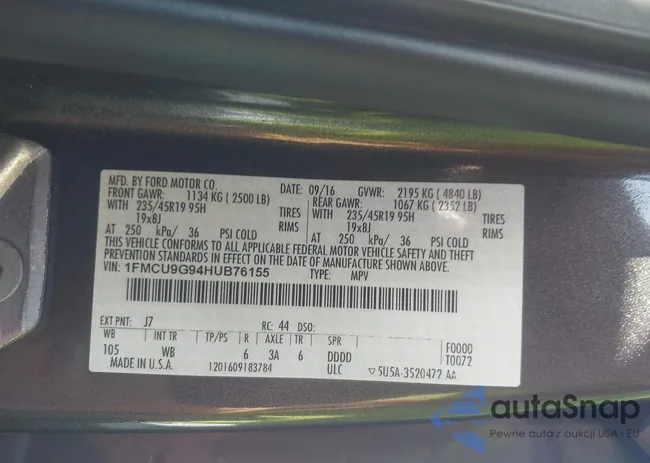 MFD. BY FORD MOTOR CO.
DATE: 09/16 GVWR: 2195 KG ( 4840 LB)
FRONT GAWR: 1134 KG ( 2500 LB) REAR GAWR: 1067 KG ( 2352 LB)
WITH 235/45R19 95H TIRES WITH 235/45R19 95H TIRES
19x8J RIMS 19x8J RIMS
AT 250 kPa/ 36 PSI COLD AT 250 kPa/ 36 PSI COLD
THIS VEHICLE CONFORMS TO ALL APPLICABLE FEDERAL MOTOR VEHICLE SAFETY AND THEFT
PREVENTION STANDARDS IN EFFECT ON THE DATE OF MANUFACTURE SHOWN ABOVE.
VIN: 1FMCU9G94HUB76155 TYPE: MPV
EXT PNT: J7 RC: 44 DSO:
WB INT TR TP/PS R AXLE TR SPR F0000
105 WB 6 3A 6 DDDD T0072
MADE IN U.S.A. 1201609183784 ULC 5U5A-3520472 AA
autoSnap
Pewne auta z aukcji USA - EU